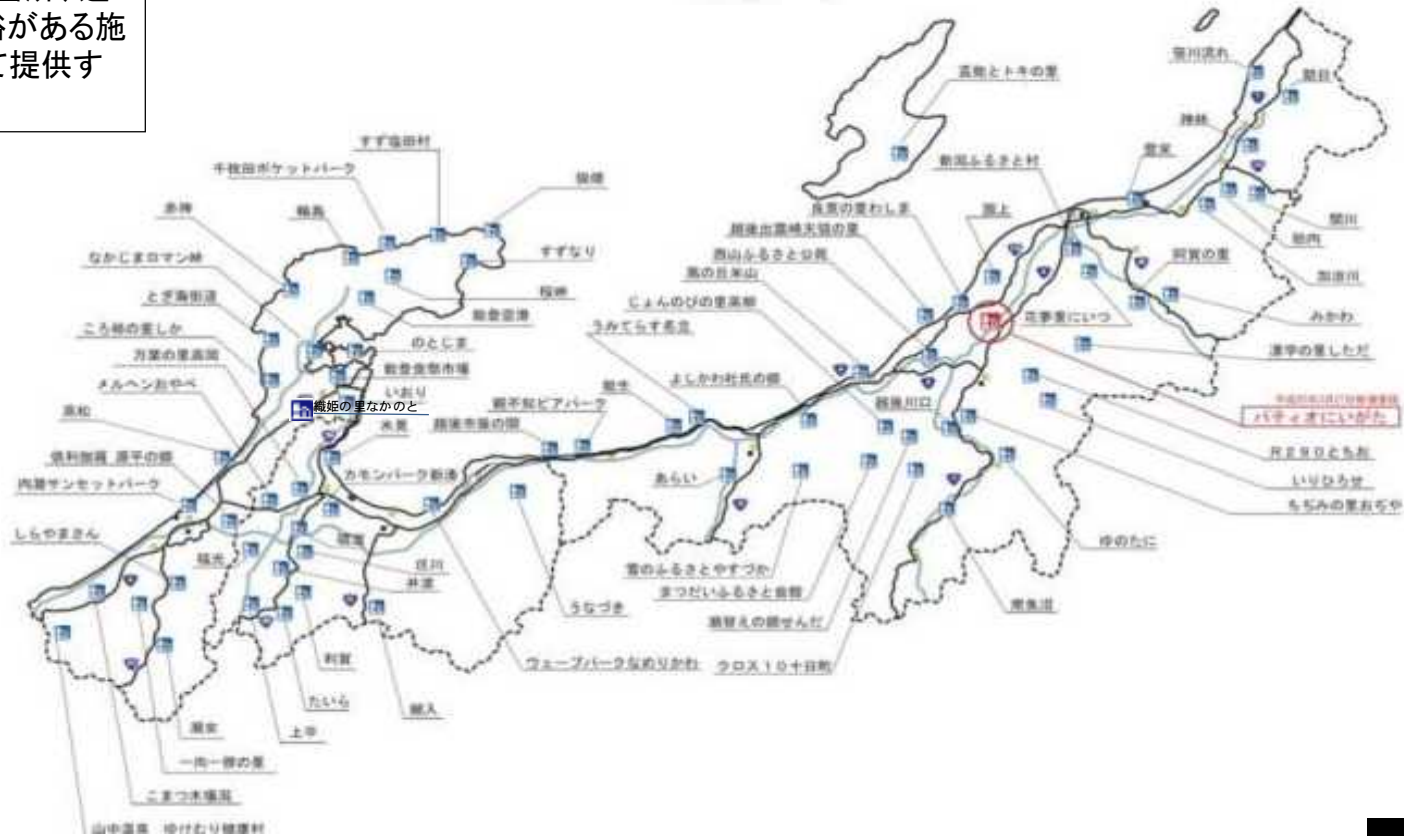 谷がある施
て提供す
すず塩田村
千枚田ポケットパーク
狼煙
輪島
赤神
なかじまロマン峠
すずなり
とぎ海街道
桜峠
能登空港
ころ柿の里しか
のとじま
万葉の里高岡
能登食祭市場
メルヘンおやべ
いおり
織姫の里なかのと
高松
氷見
倶利伽羅 源平の郷
カモンパーク新湊
内灘サンセットパーク
しらやまさん
福光
庄川
井波
利賀
たいら
上平
細入
瀬女
一向一揆の里
こまつ木場潟
山中温泉 ゆけむり健康村
ウェーブパークなめりかわ
うなづき
越後市振の関
親不知ピアパーク
能生
うみてらす名立
よしかわ杜氏の郷
じょんのびの里高柳
風の丘米山
西山ふるさと公苑
越後出雲崎天領の里
良寛の里わしま
国上
新潟ふるさと村
芸能とトキの里
豊栄
神林
笹川流れ
朝日
関川
胎内
加治川
阿賀の里
みかわ
花夢里にいつ
漢学の里しただ
パティオにいがた
R290とちお
いりひろせ
ちぢみの里おぢや
ゆのたに
南魚沼
越後川口
あらい
雪のふるさとやすづか
まつだいふるさと会館
瀬替えの郷せんだ
クロス10十日町